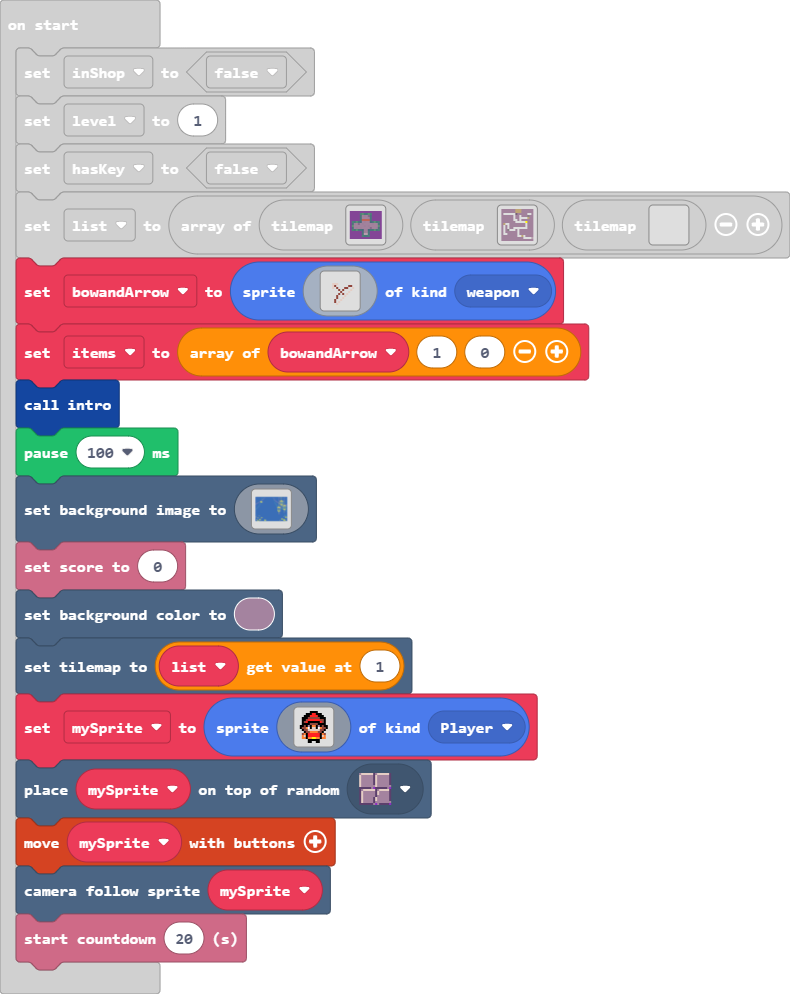 on start
set inShop to false
set level to 1
set hasKey to false
set list to array of tilemap tilemap tilemap
set bowandArrow to sprite of kind weapon
set items to array of bowandArrow 1 0
call intro
pause 100 ms
set background image to
set score to 0
set background color to
set tilemap to list get value at 1
set mySprite to sprite of kind Player
place mySprite on top of random
move mySprite with buttons
camera follow sprite mySprite
start countdown 20 (s)